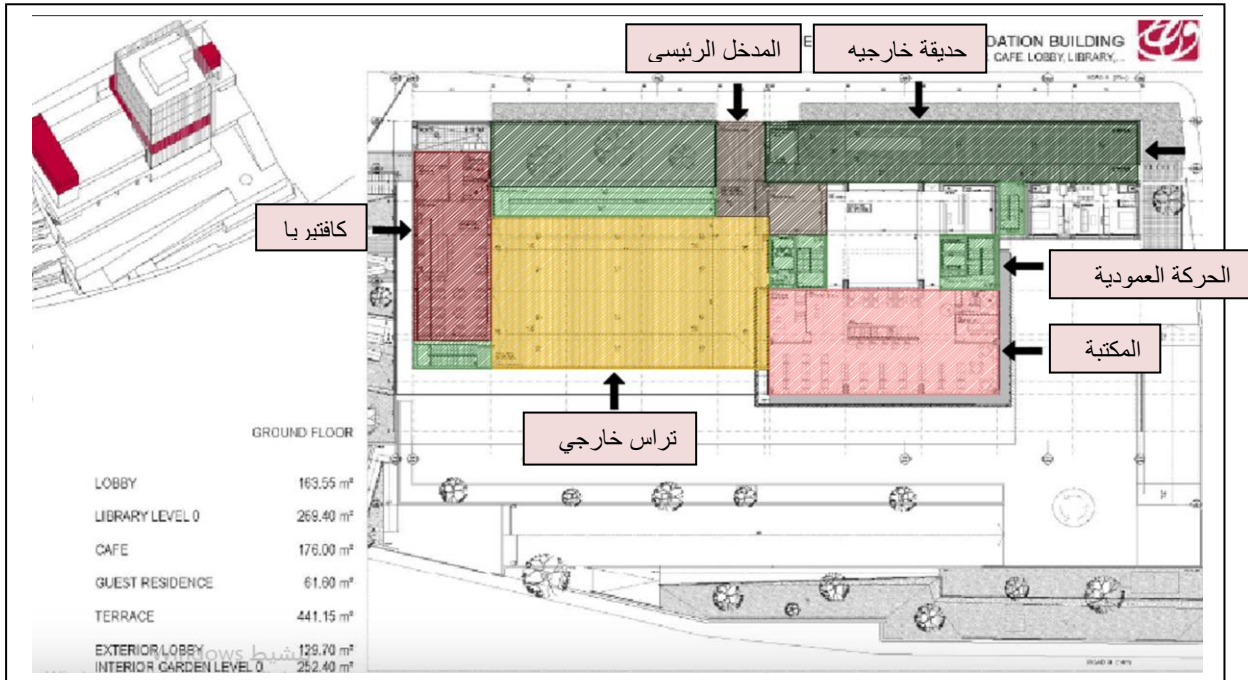 المدخل الرئيسي
حديقة خارجيه
DATION BUILDING
CAFE. LOBBY, LIBRARY,...
كافتيريا
الحركة العمودية
المكتبة
تراس خارجي
GROUND FLOOR
LOBBY 163.55 m²
LIBRARY LEVEL 0 269.40 m²
CAFE 176.00 m²
GUEST RESIDENCE 61.60 m²
TERRACE 441.15 m²
EXTERIOR LOBBY 129.70 m²
INTERIOR GARDEN LEVEL 0 252.40 m²